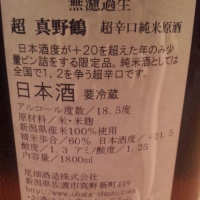 無濾過生
超 真野鶴 超辛口純米原酒
日本酒度が+20を超えた年のみ少
量ビン詰をする限定品。純米酒としては
全国で1.2を争う超辛口です。
日本酒 要冷蔵
アルコール度数/18.5度
原材料/米・米麹
新潟県産米100%使用
精米歩合/60% 日本酒度/+21.5
酸度/1.3 アミノ酸度/1.25
内容量/1800ml
尾畑酒造株式会社
新潟県佐渡市真野新町449
http://www.obata-shuzo.com